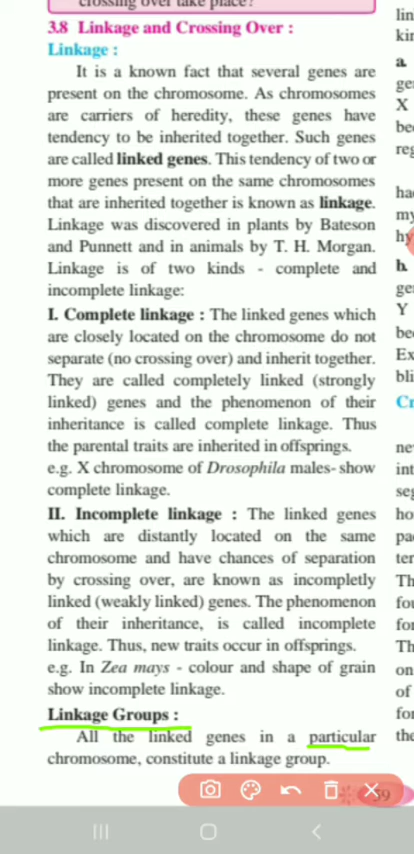 crossing over take place?
3.8 Linkage and Crossing Over :
Linkage :
It is a known fact that several genes are
present on the chromosome. As chromosomes
are carriers of heredity, these genes have
tendency to be inherited together. Such genes
are called linked genes. This tendency of two or
more genes present on the same chromosomes
that are inherited together is known as linkage.
Linkage was discovered in plants by Bateson
and Punnett and in animals by T. H. Morgan.
Linkage is of two kinds - complete and
incomplete linkage:
I. Complete linkage : The linked genes which
are closely located on the chromosome do not
separate (no crossing over) and inherit together.
They are called completely linked (strongly
linked) genes and the phenomenon of their
inheritance is called complete linkage. Thus
the parental traits are inherited in offsprings.
e.g. X chromosome of Drosophila males- show
complete linkage.
II. Incomplete linkage : The linked genes
which are distantly located on the same
chromosome and have chances of separation
by crossing over, are known as incompletly
linked (weakly linked) genes. The phenomenon
of their inheritance, is called incomplete
linkage. Thus, new traits occur in offsprings.
e.g. In Zea mays - colour and shape of grain
show incomplete linkage.
Linkage Groups :
All the linked genes in a particular
chromosome, constitute a linkage group.
59